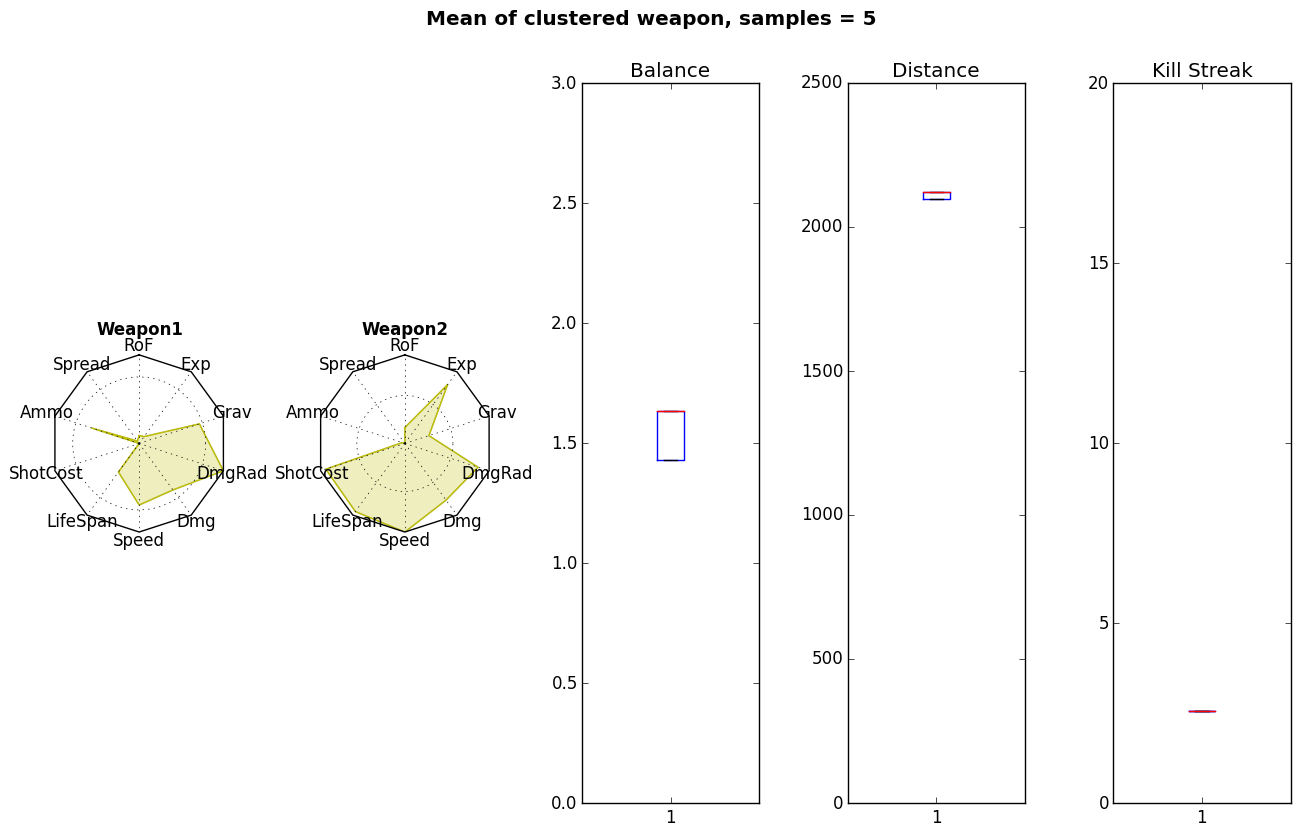 Mean of clustered weapon, samples = 5
Weapon1
RoF
Exp
Spread
Grav
Ammo
DmgRad
ShotCost
Dmg
LifeSpan
Speed
Weapon2
RoF
Exp
Spread
Grav
Ammo
DmgRad
ShotCost
Dmg
LifeSpan
Speed
Balance
3.0
2.5
2.0
1.5
1.0
0.5
0.0
1
Distance
2500
2000
1500
1000
500
0
1
Kill Streak
20
15
10
5
0
1